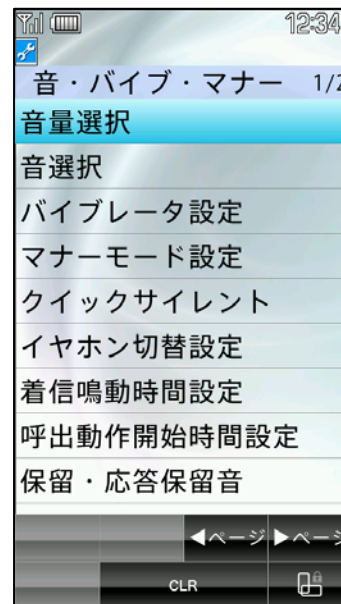 12:34
音・バイブ・マナー 1/2
音量選択
音選択
バイブレータ設定
マナーモード設定
クイックサイレント
イヤホン切替設定
着信鳴動時間設定
呼出動作開始時間設定
保留・応答保留音
◀ページ ▶ページ
CLR